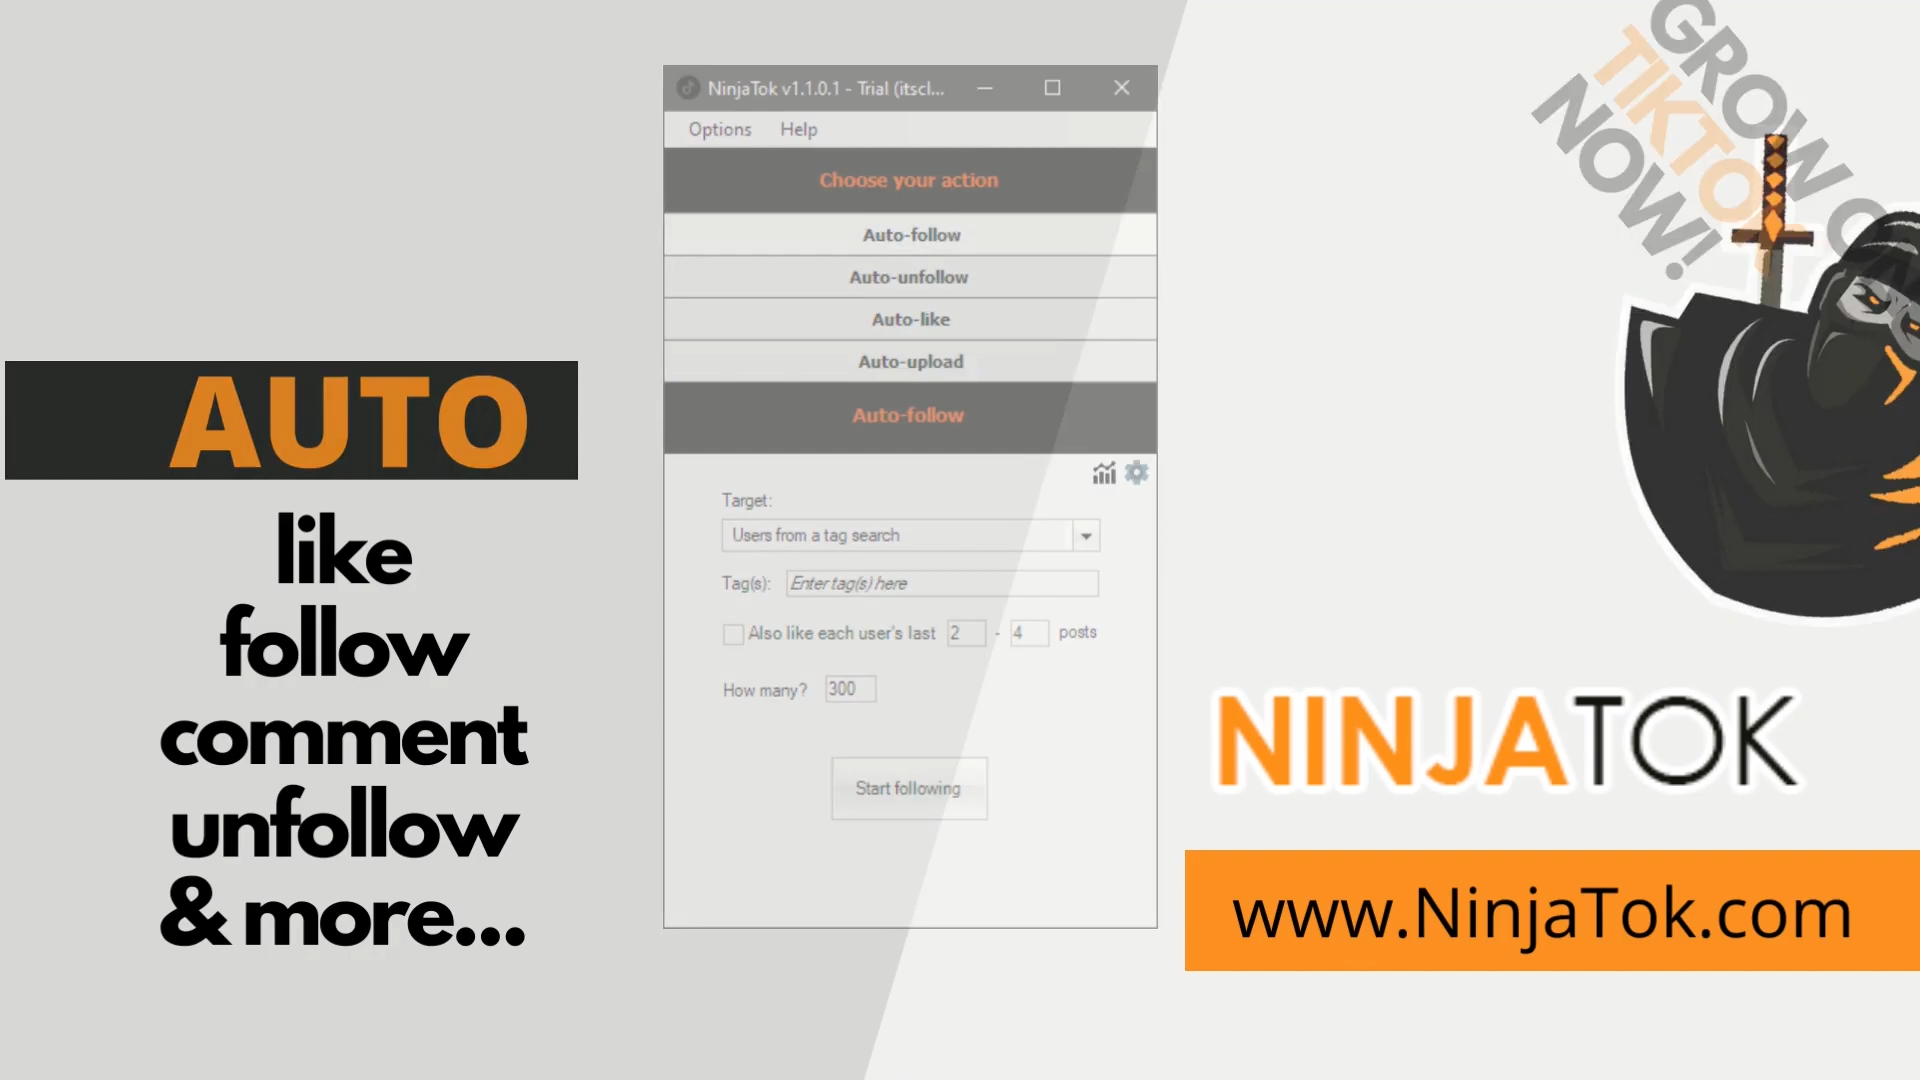 AUTO
like
follow
comment
unfollow
& more...
NinjaTok v1.1.0.1 - Trial (itscl...
Options Help
Choose your action
Auto-follow
Auto-unfollow
Auto-like
Auto-upload
Auto-follow
Target:
Users from a tag search
Tag(s): Enter tag(s) here
Also like each user's last 2 - 4 posts
How many? 300
Start following
GROW
TIKTOK
NOW!
NINJATOK
www.NinjaTok.com